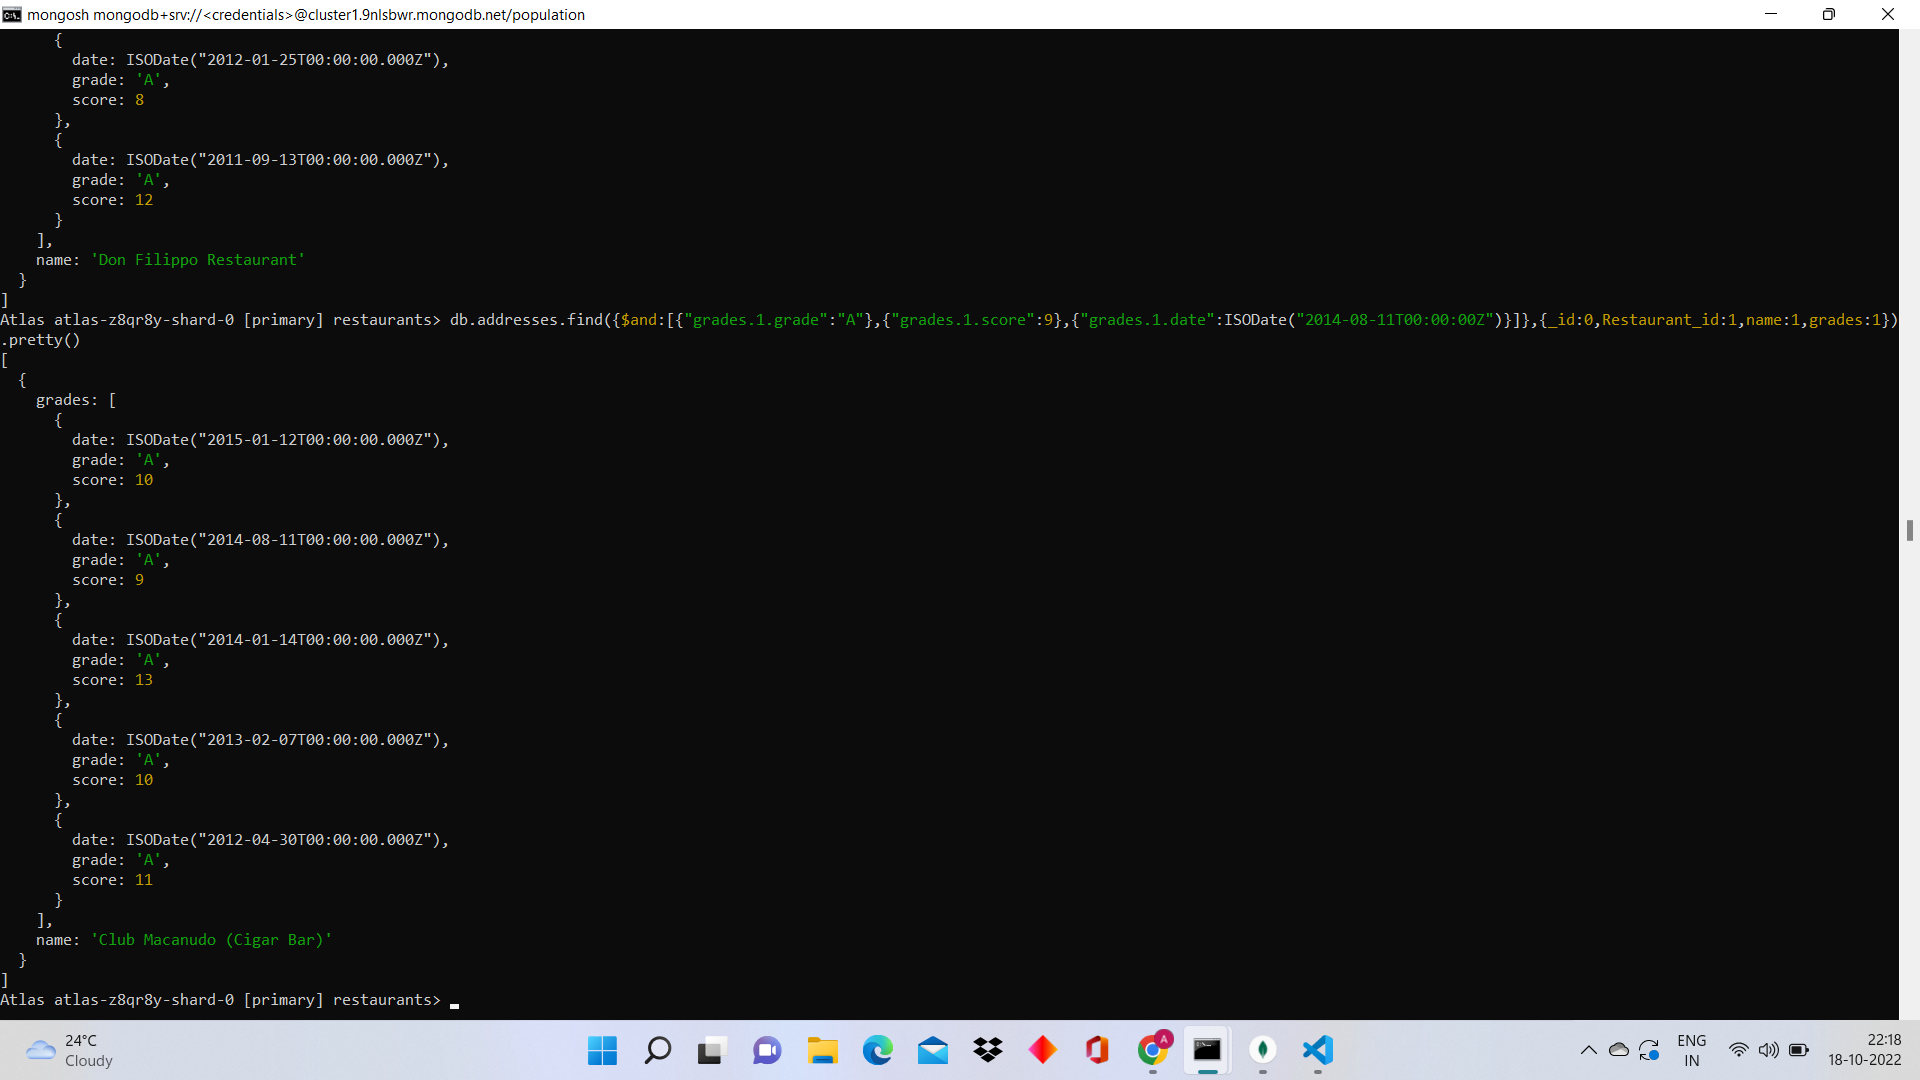 mongosh mongodb+srv://<credentials>@cluster1.9nlsbwr.mongodb.net/population
{
date: ISODate("2012-01-25T00:00:00.000Z"),
grade: 'A',
score: 8
},
{
date: ISODate("2011-09-13T00:00:00.000Z"),
grade: 'A',
score: 12
}
],
name: 'Don Filippo Restaurant'
}
]
Atlas atlas-z8qr8y-shard-0 [primary] restaurants> db.addresses.find({$and:[{"grades.1.grade":"A"},{"grades.1.score":9},{"grades.1.date":ISODate("2014-08-11T00:00:00Z")}]},{_id:0,Restaurant_id:1,name:1,grades:1})
.pretty()
[
{
grades: [
{
date: ISODate("2015-01-12T00:00:00.000Z"),
grade: 'A',
score: 10
},
{
date: ISODate("2014-08-11T00:00:00.000Z"),
grade: 'A',
score: 9
},
{
date: ISODate("2014-01-14T00:00:00.000Z"),
grade: 'A',
score: 13
},
{
date: ISODate("2013-02-07T00:00:00.000Z"),
grade: 'A',
score: 10
},
{
date: ISODate("2012-04-30T00:00:00.000Z"),
grade: 'A',
score: 11
}
],
name: 'Club Macanudo (Cigar Bar)'
}
]
Atlas atlas-z8qr8y-shard-0 [primary] restaurants>
24°C
Cloudy
A
ENG
IN
22:18
18-10-2022